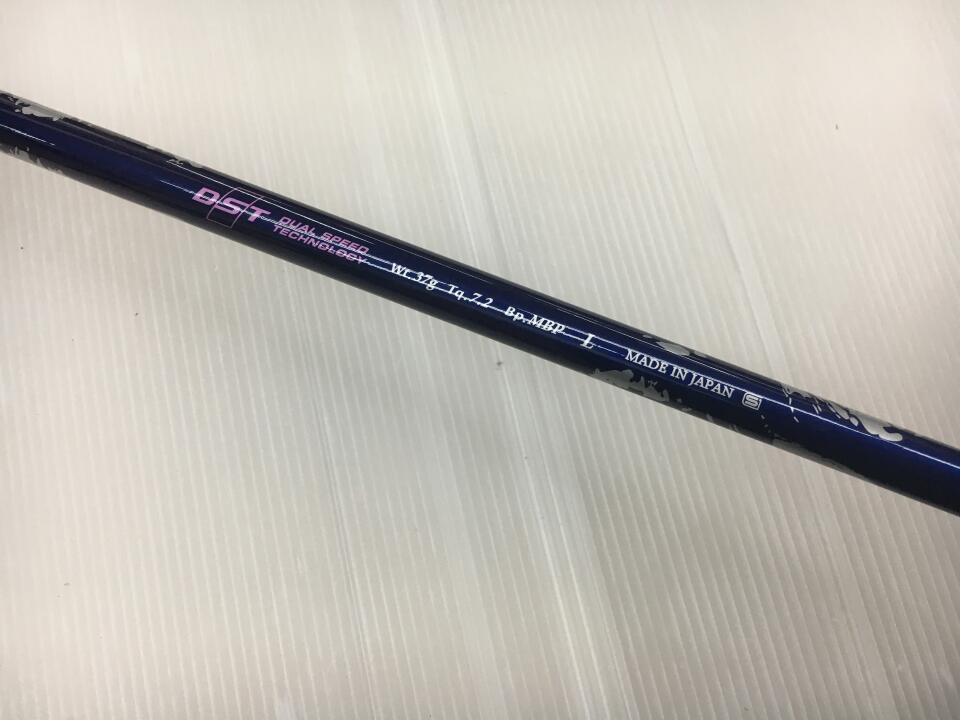 DST DUAL SPEED
TECHNOLOGY
Wt.37g Tq.7.2 Bp.MBP L MADE IN JAPAN S